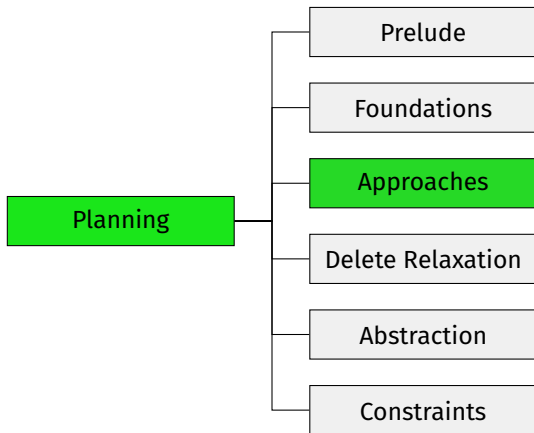 Planning
Prelude
Foundations
Approaches
Delete Relaxation
Abstraction
Constraints